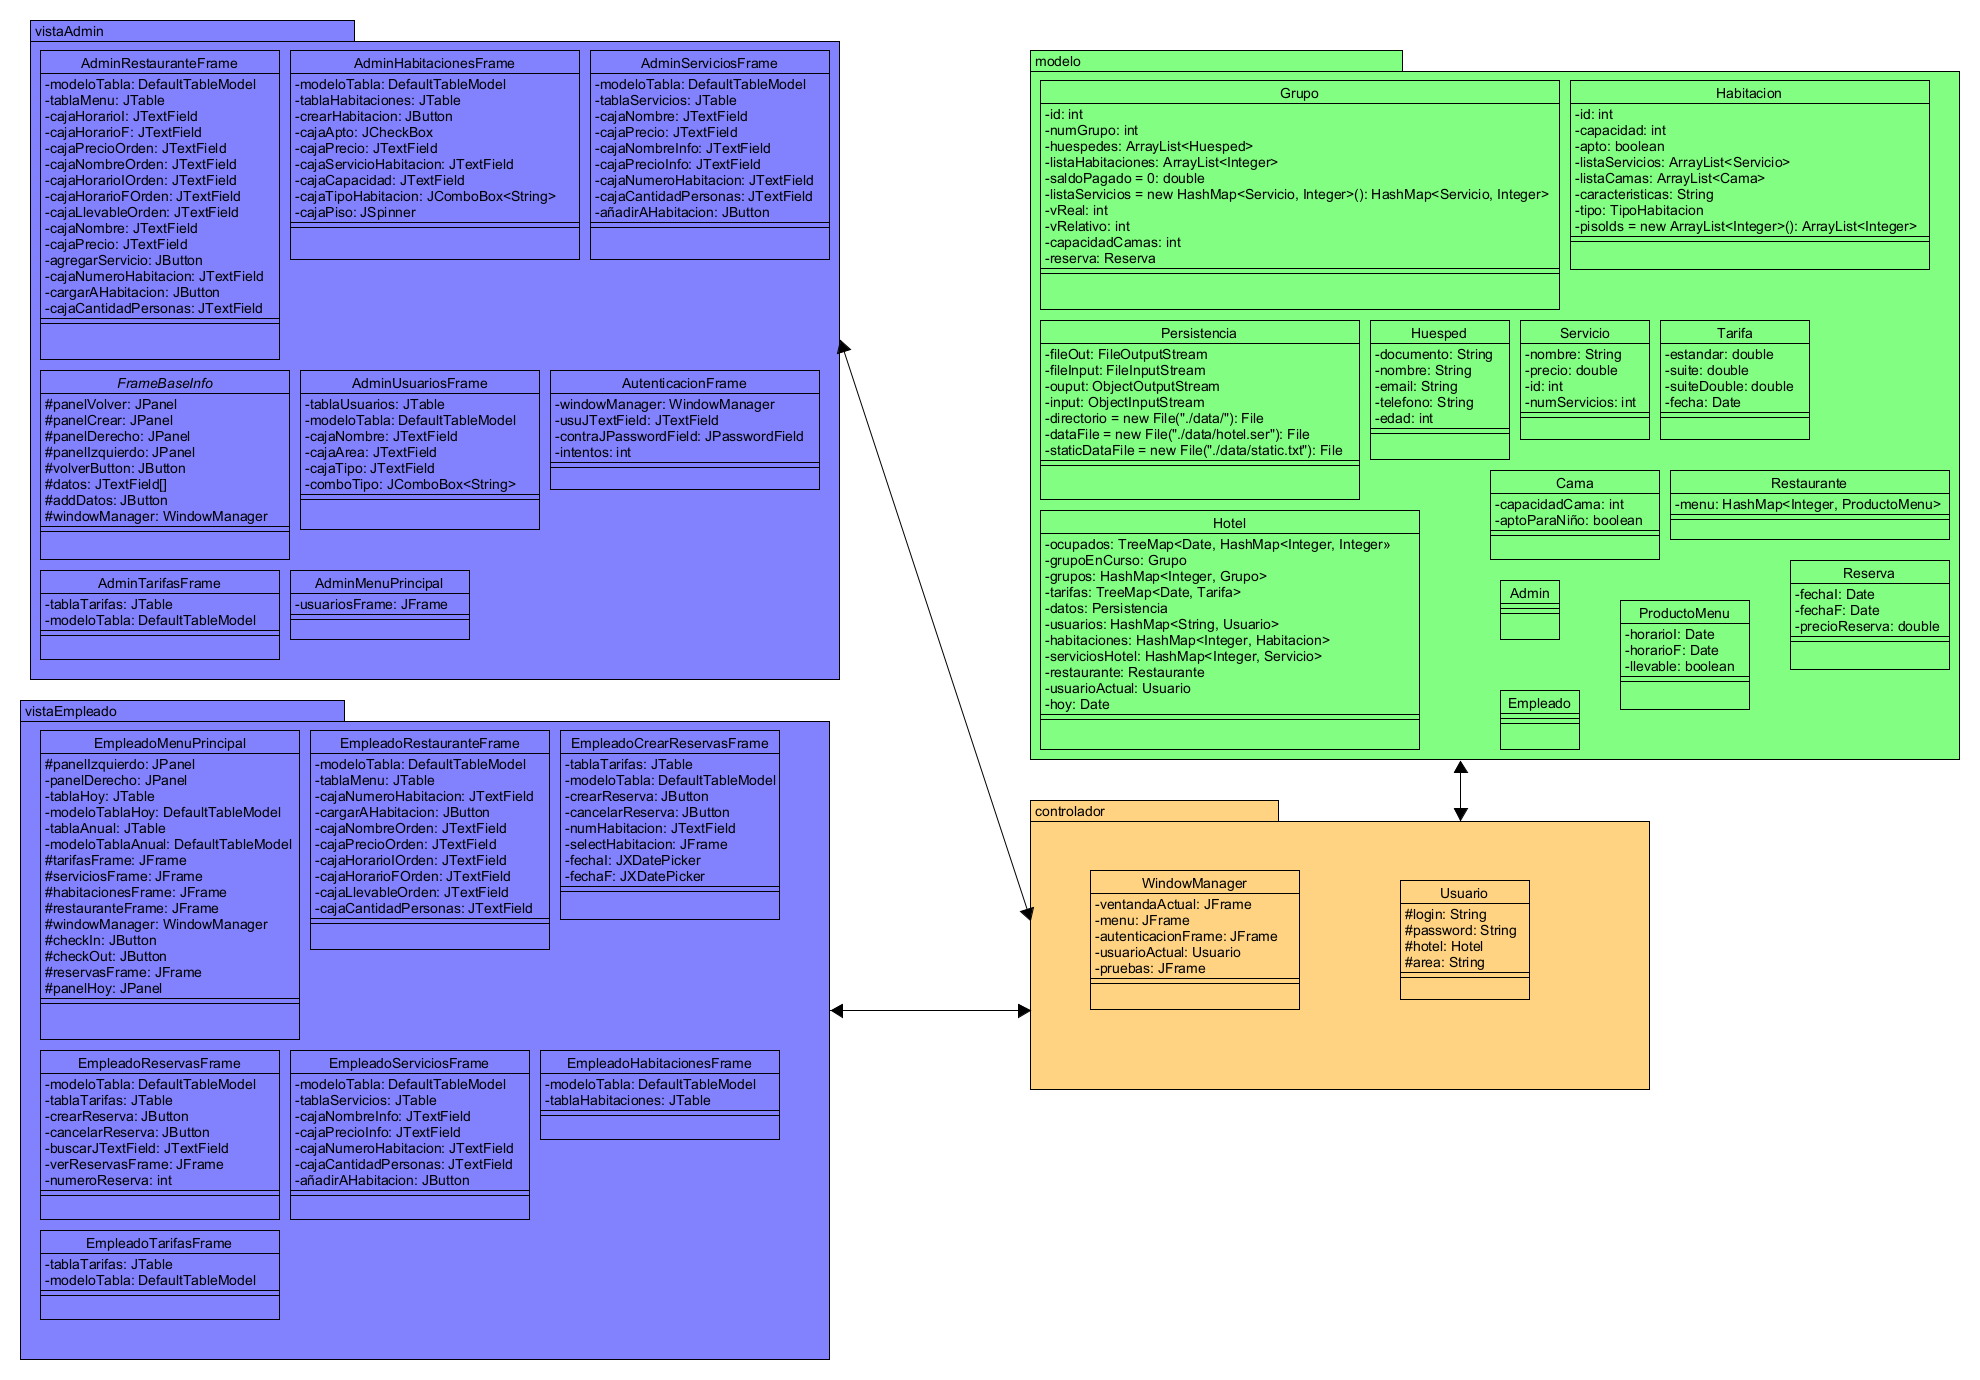 vistaAdmin
AdminRestauranteFrame
-modeloTabla: DefaultTableModel
-tablaMenu: JTable
-cajaHorarioI: JTextField
-cajaHorarioF: JTextField
-cajaPrecioOrden: JTextField
-cajaNombreOrden: JTextField
-cajaHorarioIOrden: JTextField
-cajaHorarioFOrden: JTextField
-cajaLlevableOrden: JTextField
-cajaNombre: JTextField
-cajaPrecio: JTextField
-agregarServicio: JButton
-cajaNumeroHabitacion: JTextField
-cargarAHabitacion: JButton
-cajaCantidadPersonas: JTextField
AdminHabitacionesFrame
-modeloTabla: DefaultTableModel
-tablaHabitaciones: JTable
-crearHabitacion: JButton
-cajaApto: JCheckBox
-cajaPrecio: JTextField
-cajaServicioHabitacion: JTextField
-cajaCapacidad: JTextField
-cajaTipoHabitacion: JComboBox<String>
-cajaPiso: JSpinner
AdminServiciosFrame
-modeloTabla: DefaultTableModel
-tablaServicios: JTable
-cajaNombre: JTextField
-cajaPrecio: JTextField
-cajaNombreInfo: JTextField
-cajaPrecioInfo: JTextField
-cajaNumeroHabitacion: JTextField
-cajaCantidadPersonas: JTextField
-añadirAHabitacion: JButton
FrameBaseInfo
#panelVolver: JPanel
#panelCrear: JPanel
#panelDerecho: JPanel
#panelIzquierdo: JPanel
#volverButton: JButton
#datos: JTextField[]
#addDatos: JButton
#windowManager: WindowManager
AdminUsuariosFrame
-tablaUsuarios: JTable
-modeloTabla: DefaultTableModel
-cajaNombre: JTextField
-cajaArea: JTextField
-cajaTipo: JTextField
-comboTipo: JComboBox<String>
AutenticacionFrame
-windowManager: WindowManager
-usuJTextField: JTextField
-contraJPasswordField: JPasswordField
-intentos: int
AdminTarifasFrame
-tablaTarifas: JTable
-modeloTabla: DefaultTableModel
AdminMenuPrincipal
-usuariosFrame: JFrame
vistaEmpleado
EmpleadoMenuPrincipal
#panelIzquierdo: JPanel
-panelDerecho: JPanel
-tablaHoy: JTable
-modeloTablaHoy: DefaultTableModel
-tablaAnual: JTable
-modeloTablaAnual: DefaultTableModel
#tarifasFrame: JFrame
#serviciosFrame: JFrame
#habitacionesFrame: JFrame
#restauranteFrame: JFrame
#windowManager: WindowManager
#checkIn: JButton
#checkOut: JButton
#reservasFrame: JFrame
#panelHoy: JPanel
EmpleadoRestauranteFrame
-modeloTabla: DefaultTableModel
-tablaMenu: JTable
-cajaNumeroHabitacion: JTextField
-cargarAHabitacion: JButton
-cajaNombreOrden: JTextField
-cajaPrecioOrden: JTextField
-cajaHorarioIOrden: JTextField
-cajaHorarioFOrden: JTextField
-cajaLlevableOrden: JTextField
-cajaCantidadPersonas: JTextField
EmpleadoCrearReservasFrame
-tablaTarifas: JTable
-modeloTabla: DefaultTableModel
-crearReserva: JButton
-cancelarReserva: JButton
-numHabitacion: JTextField
-selectHabitacion: JFrame
-fechaI: JXDatePicker
-fechaF: JXDatePicker
EmpleadoReservasFrame
-modeloTabla: DefaultTableModel
-tablaTarifas: JTable
-crearReserva: JButton
-cancelarReserva: JButton
-buscarJTextField: JTextField
-verReservasFrame: JFrame
-numeroReserva: int
EmpleadoServiciosFrame
-modeloTabla: DefaultTableModel
-tablaServicios: JTable
-cajaNombreInfo: JTextField
-cajaPrecioInfo: JTextField
-cajaNumeroHabitacion: JTextField
-cajaCantidadPersonas: JTextField
-añadirAHabitacion: JButton
EmpleadoHabitacionesFrame
-modeloTabla: DefaultTableModel
-tablaHabitaciones: JTable
EmpleadoTarifasFrame
-tablaTarifas: JTable
-modeloTabla: DefaultTableModel
modelo
Grupo
-id: int
-numGrupo: int
-huespedes: ArrayList<Huesped>
-listaHabitaciones: ArrayList<Integer>
-saldoPagado = 0: double
-listaServicios = new HashMap<Servicio, Integer>(): HashMap<Servicio, Integer>
-vReal: int
-vRelativo: int
-capacidadCamas: int
-reserva: Reserva
Habitacion
-id: int
-capacidad: int
-apto: boolean
-listaServicios: ArrayList<Servicio>
-listaCamas: ArrayList<Cama>
-caracteristicas: String
-tipo: TipoHabitacion
-pisoIds = new ArrayList<Integer>(): ArrayList<Integer>
Persistencia
-fileOut: FileOutputStream
-fileInput: FileInputStream
-ouput: ObjectOutputStream
-input: ObjectInputStream
-directorio = new File("./data/"): File
-dataFile = new File("./data/hotel.ser"): File
-staticDataFile = new File("./data/static.txt"): File
Huesped
-documento: String
-nombre: String
-email: String
-telefono: String
-edad: int
Servicio
-nombre: String
-precio: double
-id: int
-numServicios: int
Tarifa
-estandar: double
-suite: double
-suiteDouble: double
-fecha: Date
Cama
-capacidadCama: int
-aptoParaNiño: boolean
Restaurante
-menu: HashMap<Integer, ProductoMenu>
Hotel
-ocupados: TreeMap<Date, HashMap<Integer, Integer»
-grupoEnCurso: Grupo
-grupos: HashMap<Integer, Grupo>
-tarifas: TreeMap<Date, Tarifa>
-datos: Persistencia
-usuarios: HashMap<String, Usuario>
-habitaciones: HashMap<Integer, Habitacion>
-serviciosHotel: HashMap<Integer, Servicio>
-restaurante: Restaurante
-usuarioActual: Usuario
-hoy: Date
Admin
ProductoMenu
-horarioI: Date
-horarioF: Date
-llevable: boolean
Reserva
-fechaI: Date
-fechaF: Date
-precioReserva: double
Empleado
controlador
WindowManager
-ventandaActual: JFrame
-menu: JFrame
-autenticacionFrame: JFrame
-usuarioActual: Usuario
-pruebas: JFrame
Usuario
#login: String
#password: String
#hotel: Hotel
#area: String